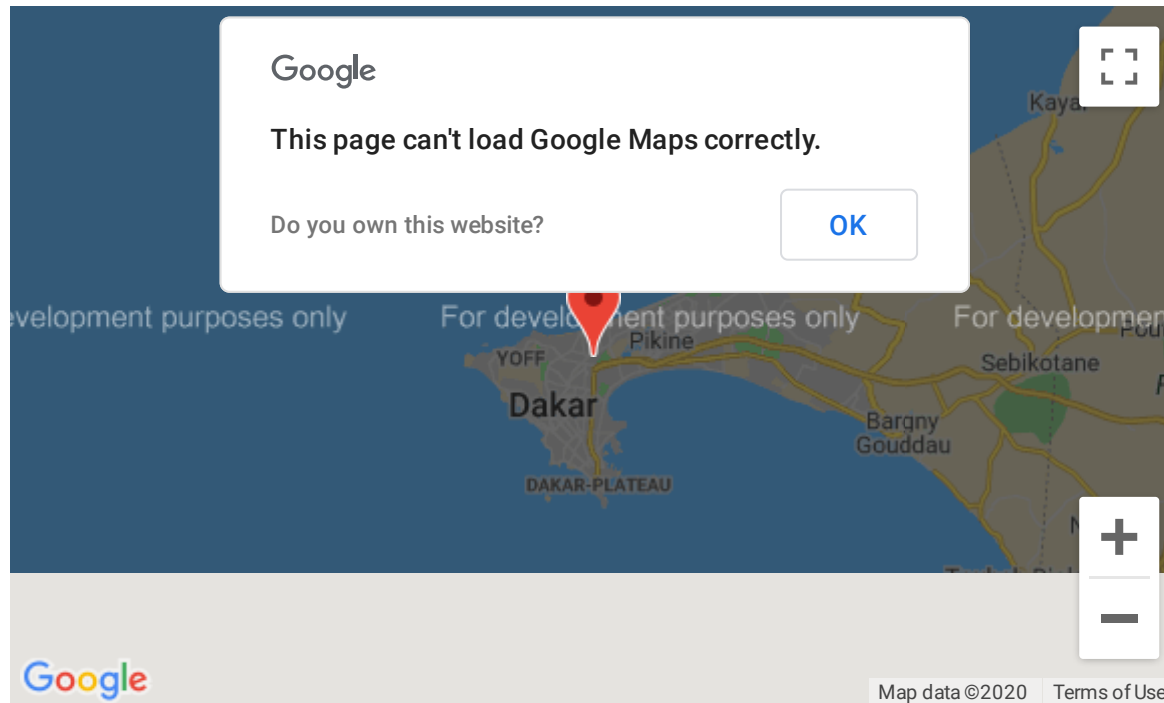 Google
This page can't load Google Maps correctly.
Do you own this website?
OK
Kayar
evelopment purposes only
For development purposes only
For developmen
Pikine
YOFF
Sebikotane
Dakar
Bargny
Gouddau
DAKAR-PLATEAU
Google
Map data ©2020
Terms of Use